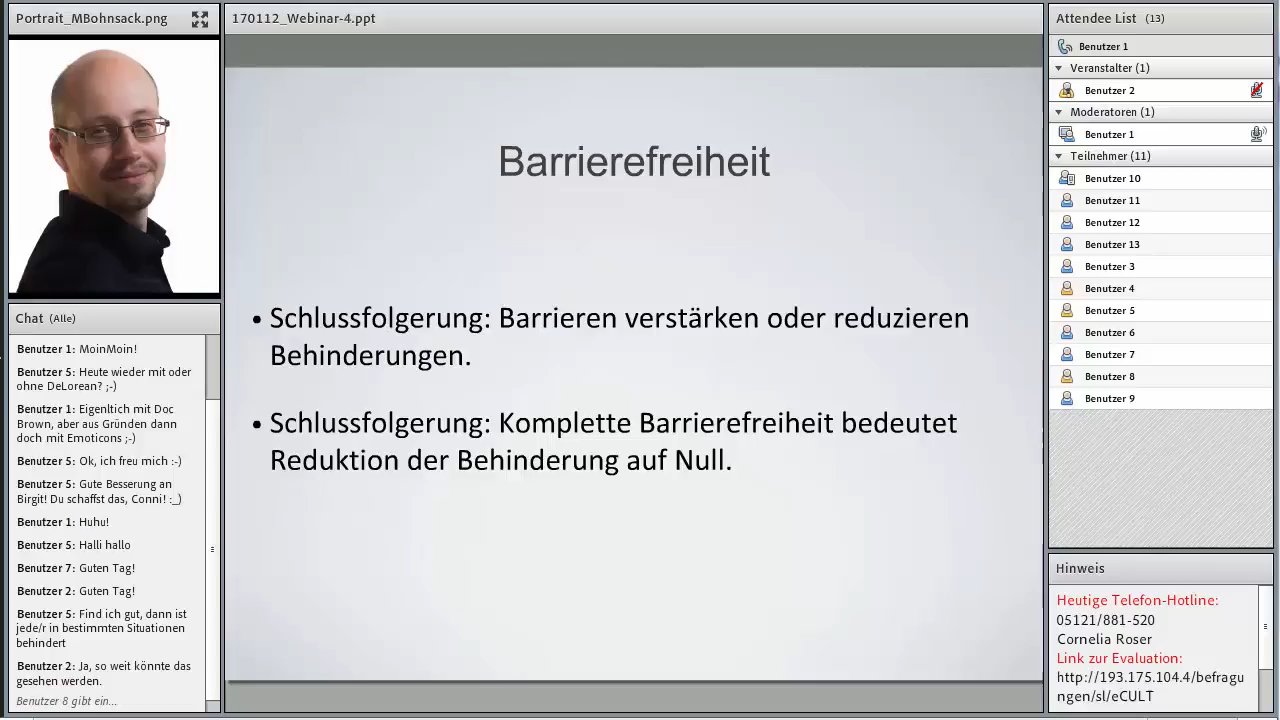 Portrait_MBohnsack.png
170112_Webinar-4.ppt
Barrierefreiheit
• Schlussfolgerung: Barrieren verstärken oder reduzieren
Behinderungen.
• Schlussfolgerung: Komplette Barrierefreiheit bedeutet
Reduktion der Behinderung auf Null.
Chat (Alle)
Benutzer 1: MoinMoin!
Benutzer 5: Heute wieder mit oder
ohne DeLorean? ;-)
Benutzer 1: Eigenltich mit Doc
Brown, aber aus Gründen dann
doch mit Emoticons ;-)
Benutzer 5: Ok, ich freu mich :-)
Benutzer 5: Gute Besserung an
Birgit! Du schaffst das, Conni! :_)
Benutzer 1: Huhu!
Benutzer 5: Halli hallo
Benutzer 7: Guten Tag!
Benutzer 2: Guten Tag!
Benutzer 5: Find ich gut, dann ist
jede/r in bestimmten Situationen
behindert
Benutzer 2: Ja, so weit könnte das
gesehen werden.
Benutzer 8 gibt ein...
Attendee List (13)
Benutzer 1
Veranstalter (1)
Benutzer 2
Moderatoren (1)
Benutzer 1
Teilnehmer (11)
Benutzer 10
Benutzer 11
Benutzer 12
Benutzer 13
Benutzer 3
Benutzer 4
Benutzer 5
Benutzer 6
Benutzer 7
Benutzer 8
Benutzer 9
Hinweis
Heutige Telefon-Hotline:
05121/881-520
Cornelia Roser
Link zur Evaluation:
http://193.175.104.4/befragu
ngen/sl/eCULT